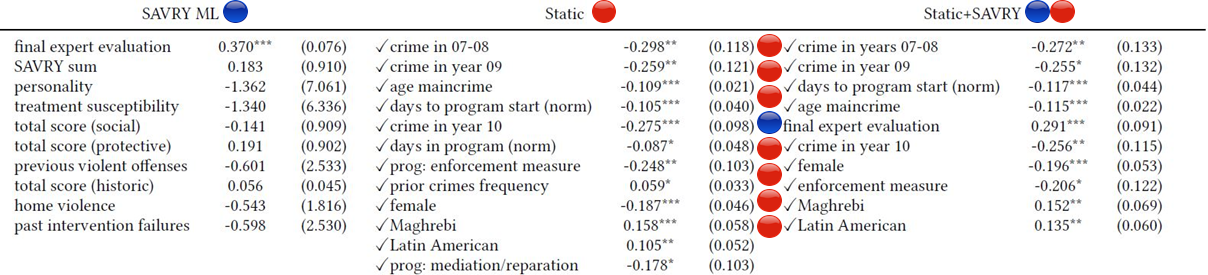 SAVRY ML Static Static+SAVRY
final expert evaluation 0.370*** (0.076) ✓crime in 07-08 -0.298** (0.118) ✓crime in years 07-08 -0.272** (0.133)
SAVRY sum 0.183 (0.910) ✓crime in year 09 -0.259** (0.121) ✓crime in year 09 -0.255* (0.132)
personality -1.362 (7.061) ✓age maincrime -0.109*** (0.021) ✓days to program start (norm) -0.117*** (0.044)
treatment susceptibility -1.340 (6.336) ✓days to program start (norm) -0.105*** (0.040) ✓age maincrime -0.115*** (0.022)
total score (social) -0.141 (0.909) ✓crime in year 10 -0.275*** (0.098) final expert evaluation 0.291*** (0.091)
total score (protective) 0.191 (0.902) ✓days in program (norm) -0.087* (0.048) ✓crime in year 10 -0.256** (0.115)
previous violent offenses -0.601 (2.533) ✓prog: enforcement measure -0.248** (0.103) ✓female -0.196*** (0.053)
total score (historic) 0.056 (0.045) ✓prior crimes frequency 0.059* (0.033) ✓enforcement measure -0.206* (0.122)
home violence -0.543 (1.816) ✓female -0.187*** (0.046) ✓Maghrebi 0.152** (0.069)
past intervention failures -0.598 (2.530) ✓Maghrebi 0.158*** (0.058) ✓Latin American 0.135** (0.060)
✓Latin American 0.105** (0.052)
✓prog: mediation/reparation -0.178* (0.103)